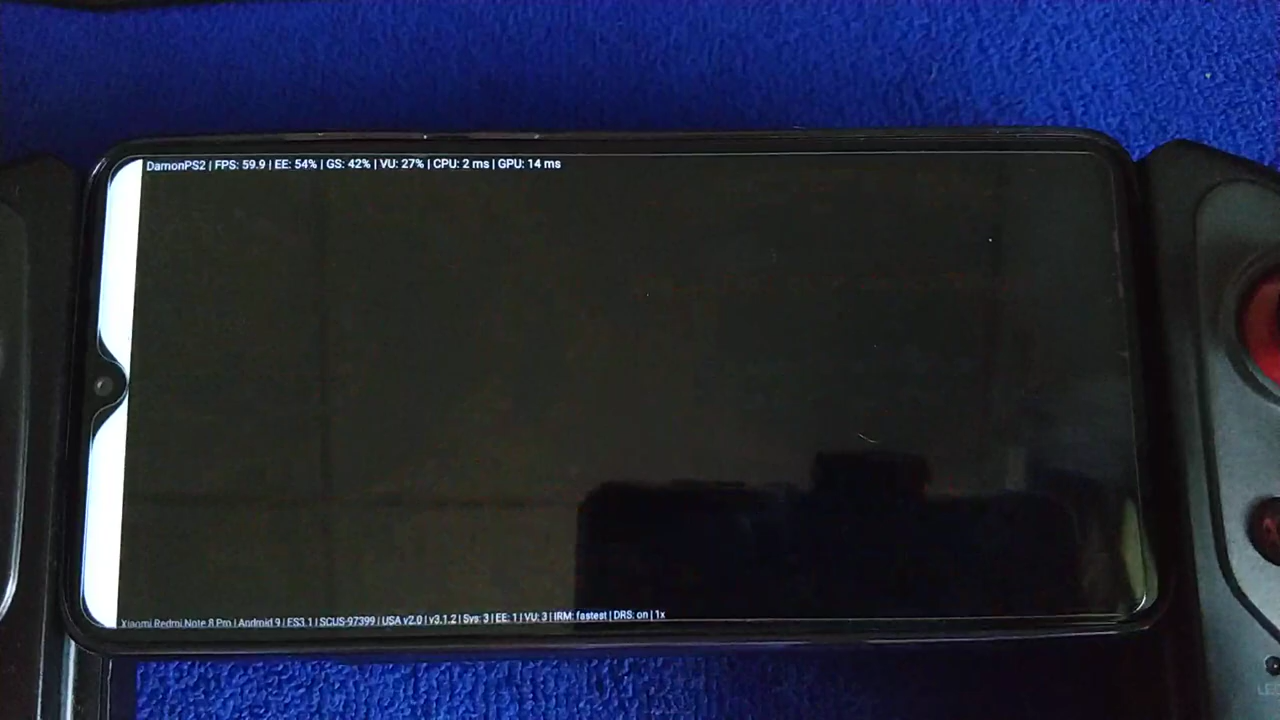 DamonPS2 | FPS: 59.9 | EE: 54% | GS: 42% | VU: 27% | CPU: 2 ms | GPU: 14 ms
Xiaomi Redmi Note 8 Pro | Android 9 | ES3.1 | SCUS-97399 | USA v2.0 | v3.1.2 | Sys: 3 | EE: 1 | VU: 3 | IRM: fastest | DRS: on | 1x